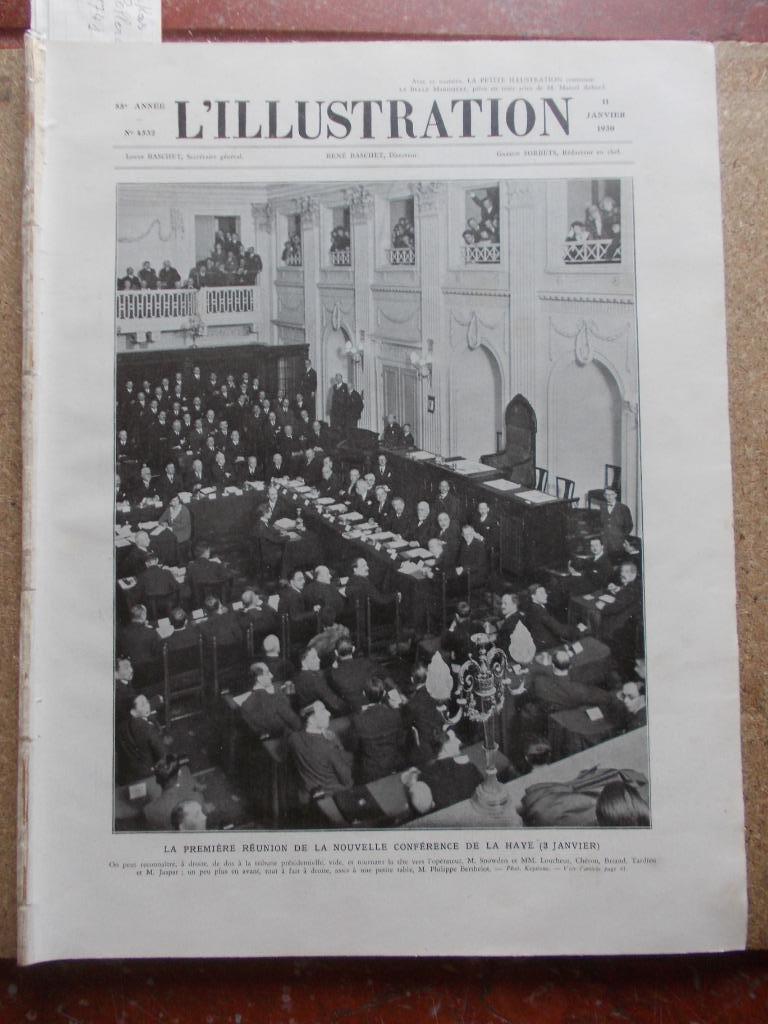 Avec ce numéro, LA PETITE ILLUSTRATION contenant
LA BELLE MARINIÈRE, pièce en trois actes de M. Marcel Achard.
88e ANNÉE
N° 4532
L'ILLUSTRATION
11
JANVIER
1930
LOUIS BASCHET, Secrétaire général.
RENÉ BASCHET, Directeur.
GASTON SORBETS, Rédacteur en chef.
LA PREMIÈRE RÉUNION DE LA NOUVELLE CONFÉRENCE DE LA HAYE (3 JANVIER)
On peut reconnaître, à droite, de dos à la tribune présidentielle, vide, et tournant la tête vers l'opérateur, M. Snowden et MM. Loucheur, Chéron, Briand, Tardieu
et M. Jaspar ; un peu plus en avant, tout à fait à droite, assis à une petite table, M. Philippe Berthelot. — Phot. Keystone. — Voir l'article page